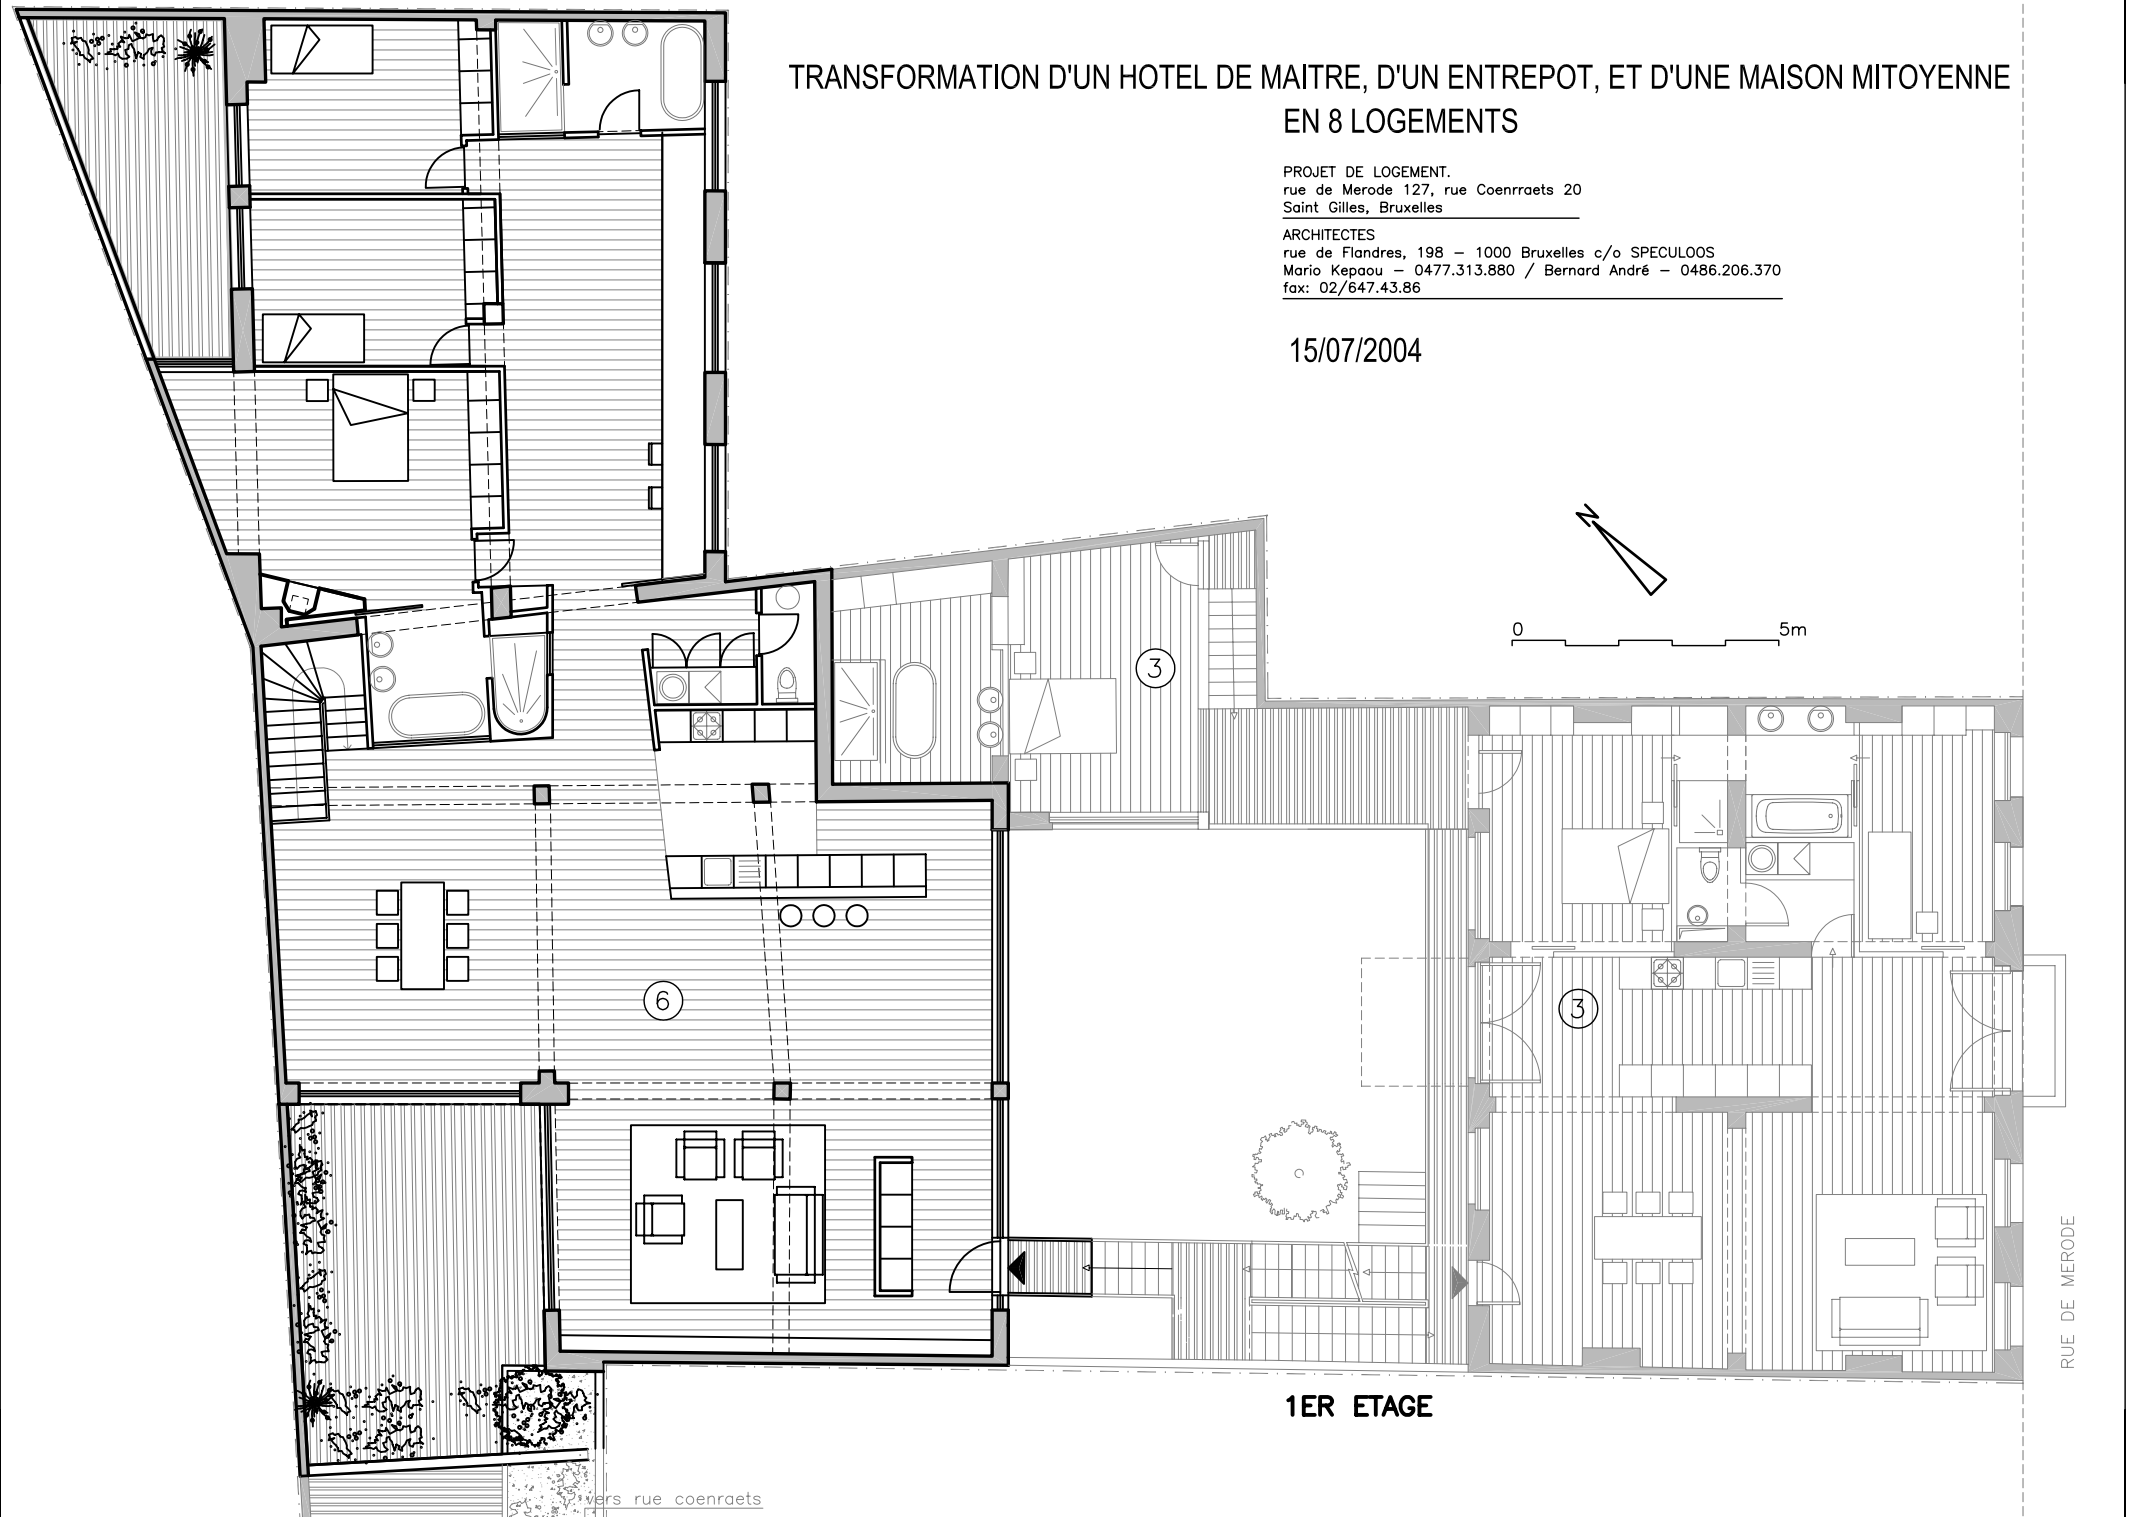 TRANSFORMATION D'UN HOTEL DE MAITRE, D'UN ENTREPOT, ET D'UNE MAISON MITOYENNE
EN 8 LOGEMENTS
PROJET DE LOGEMENT.
rue de Merode 127, rue Coenrraets 20
Saint Gilles, Bruxelles
ARCHITECTES
rue de Flandres, 198 – 1000 Bruxelles c/o SPECULOOS
Mario Kepaou – 0477.313.880 / Bernard André – 0486.206.370
fax: 02/647.43.86
15/07/2004
N
0 5m
3
6
3
RUE DE MERODE
1ER ETAGE
vers rue coenraets